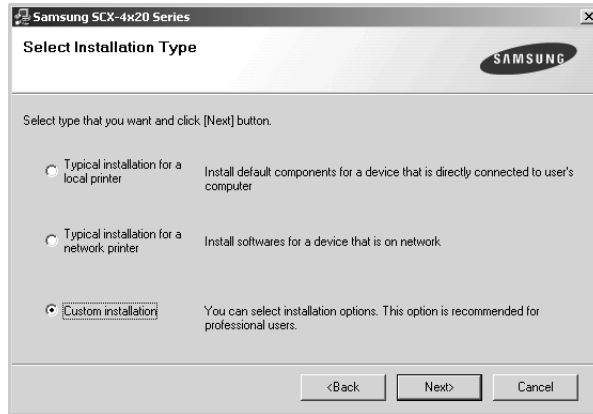 Samsung SCX-4x20 Series
Select Installation Type
SAMSUNG
Select type that you want and click [Next] button.
Typical installation for a
local printer
Install default components for a device that is directly connected to user's
computer
Typical installation for a
network printer
Install softwares for a device that is on network
Custom installation
You can select installation options. This option is recommended for
professional users.
<Back
Next>
Cancel